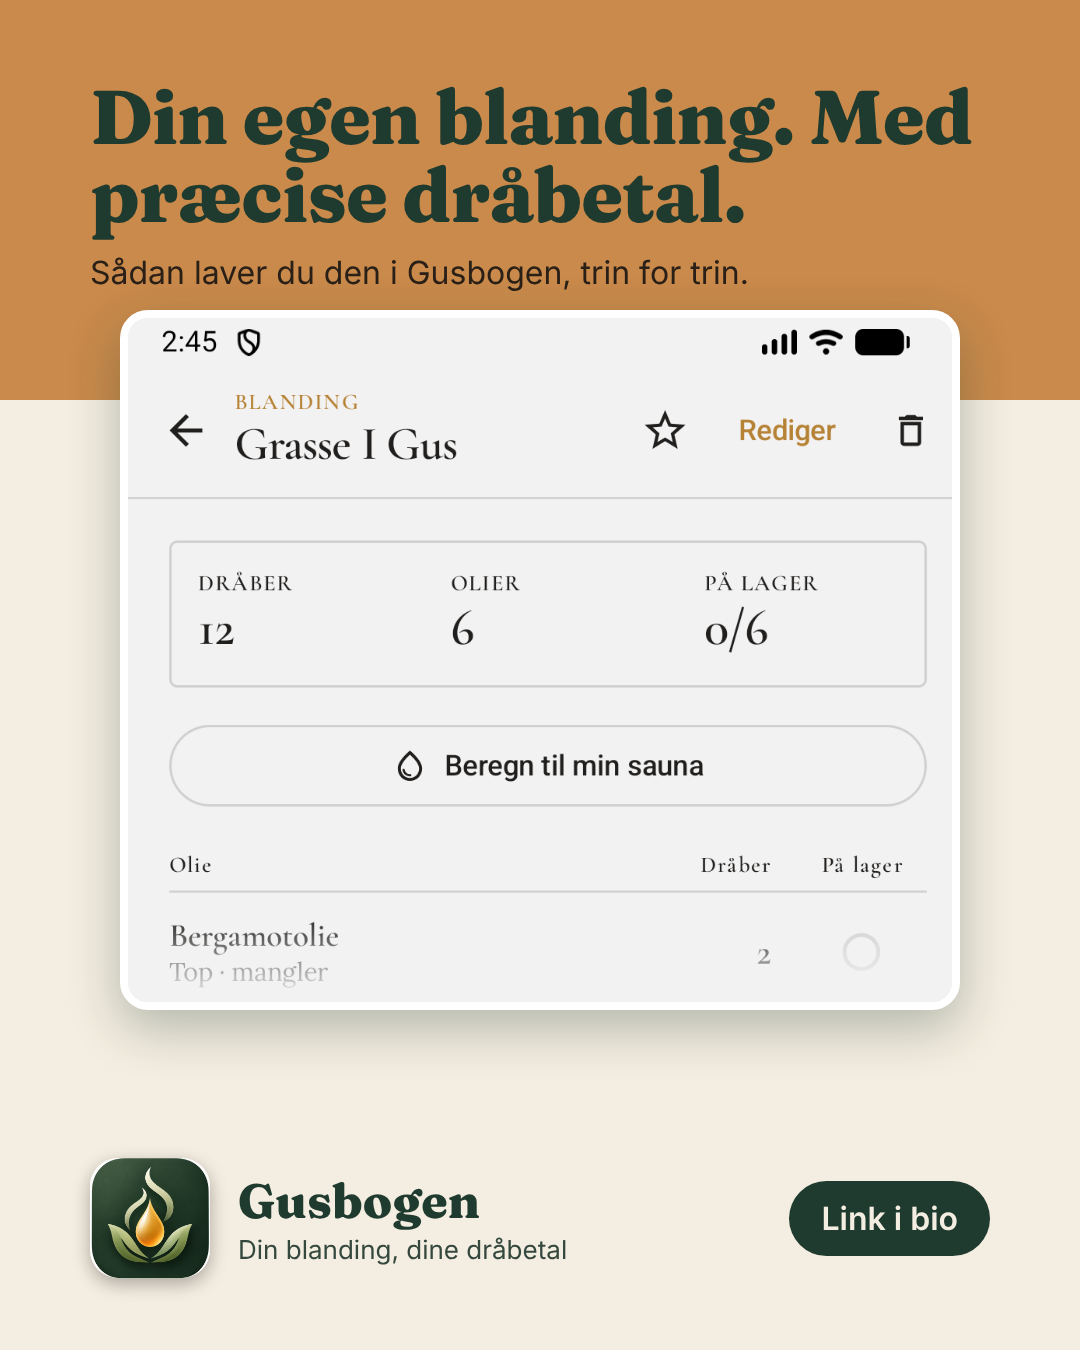 Din egen blanding. Med
præcise dråbetal.
Sådan laver du den i Gusbogen, trin for trin.
2:45
BLANDING
Grasse I Gus
Rediger
DRÅBER
OLIER
PÅ LAGER
12
6
0/6
Beregn til min sauna
Olie
Dråber
På lager
Bergamotolie
Top · mangler
2
Gusbogen
Din blanding, dine dråbetal
Link i bio